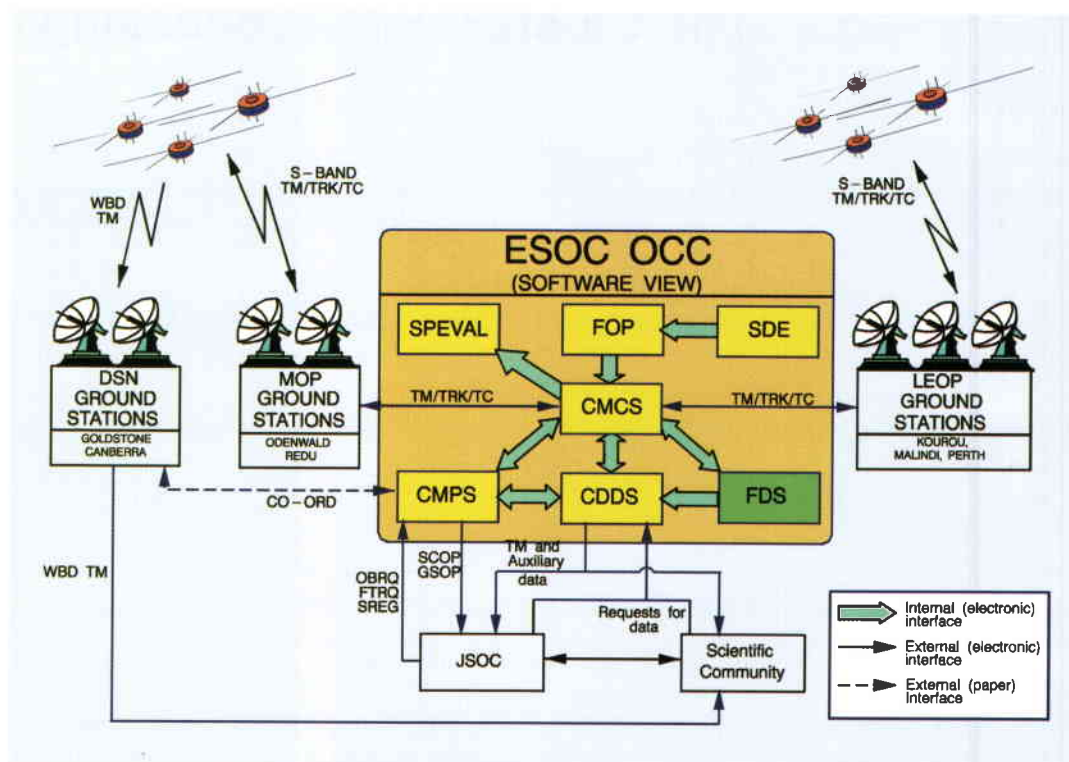 WBD
TM
S-BAND
TM/TRK/TC
S-BAND
TM/TRK/TC
ESOC OCC
(SOFTWARE VIEW)
SPEVAL
FOP
SDE
DSN
GROUND
STATIONS
GOLDSTONE
CANBERRA
MOP
GROUND
STATIONS
ODENWALD
REDU
TM/TRK/TC
CMCS
TM/TRK/TC
LEOP
GROUND
STATIONS
KOUROU,
MALINDI, PERTH
CO-ORD
CMPS
CDDS
FDS
WBD TM
OBRQ
FTRQ
SREG
SCOP
GSOP
TM and
Auxiliary
data
Requests for
data
JSOC
Scientific
Community
Internal (electronic)
interface
External (electronic)
interface
External (paper)
Interface